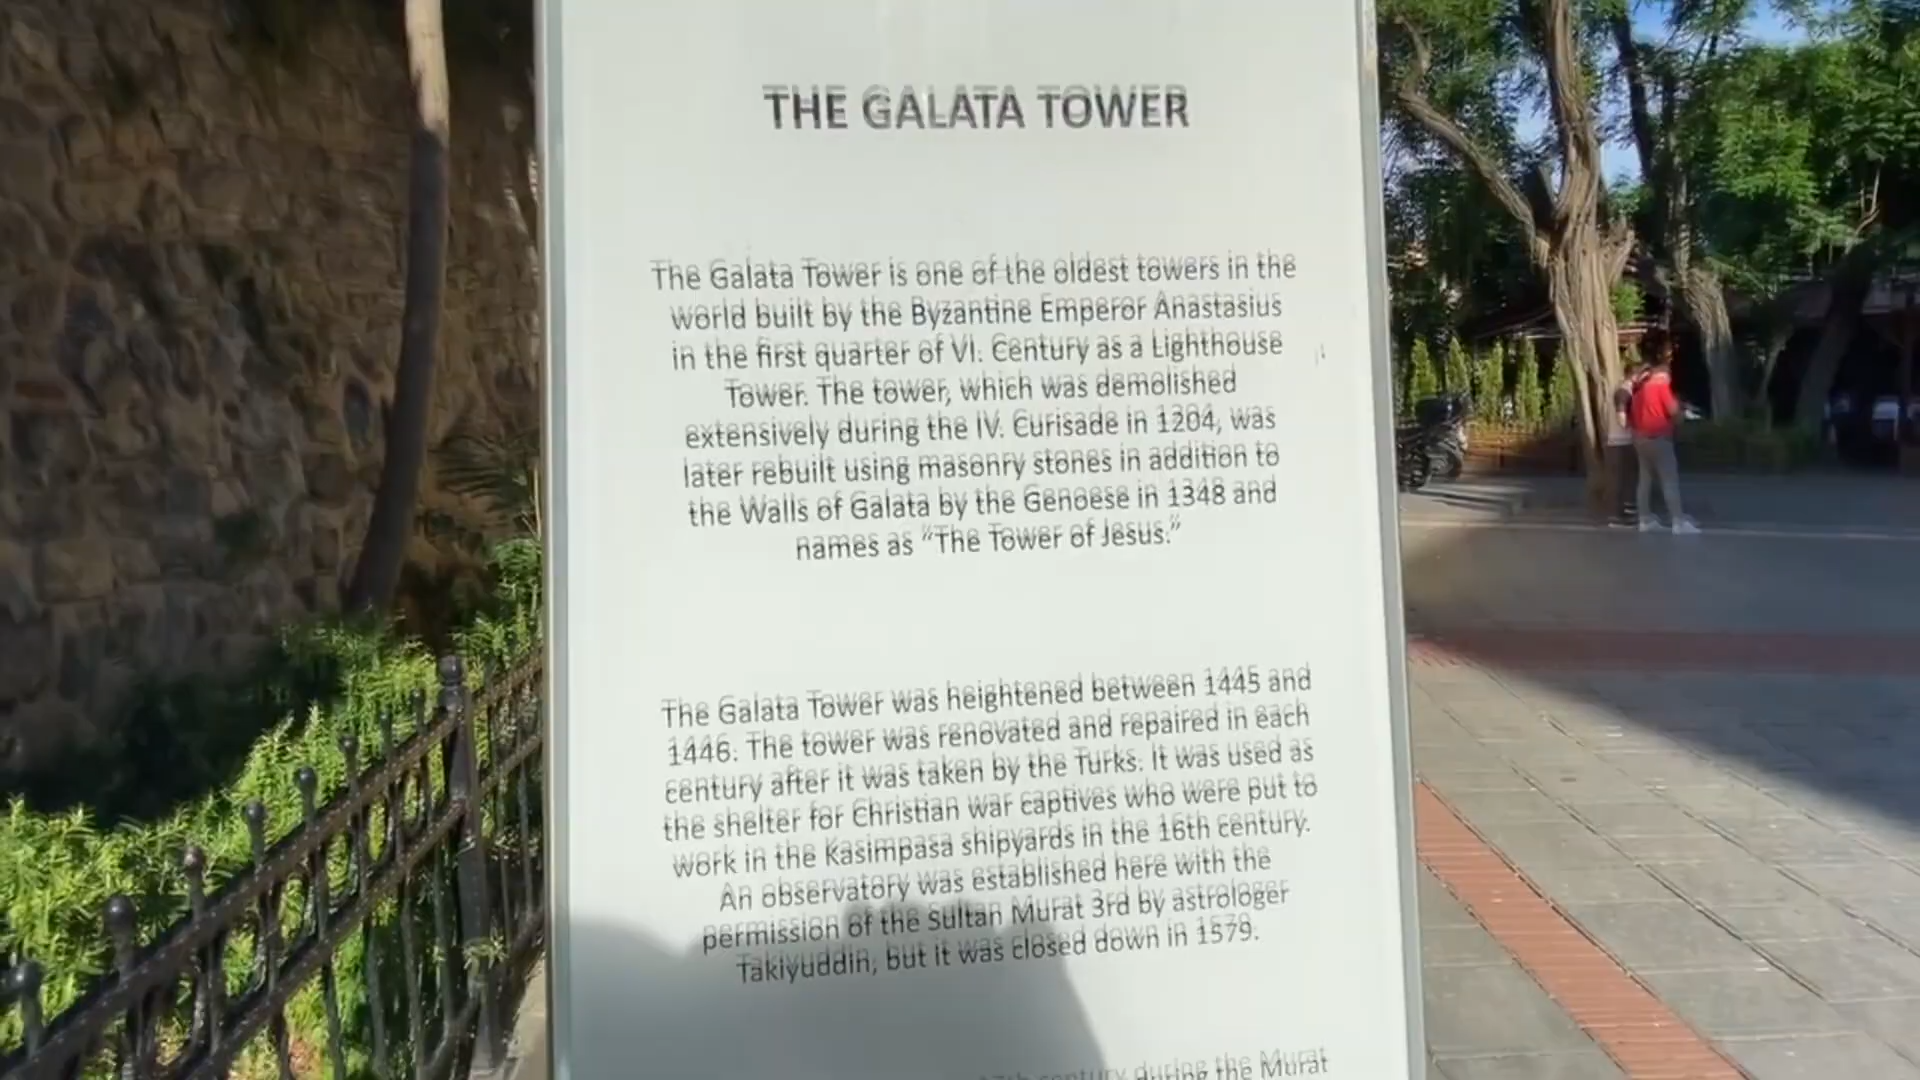 THE GALATA TOWER
The Galata Tower is one of the oldest towers in the
world built by the Byzantine Emperor Anastasius
in the first quarter of VI. Century as a Lighthouse
Tower. The tower, which was demolished
extensively during the IV. Curisade in 1204, was
later rebuilt using masonry stones in addition to
the Walls of Galata by the Genoese in 1348 and
names as “The Tower of Jesus.”
The Galata Tower was heightened between 1445 and
1446. The tower was renovated and repaired in each
century after it was taken by the Turks. It was used as
the shelter for Christian war captives who were put to
work in the Kasimpasa shipyards in the 16th century.
An observatory was established here with the
permission of the Sultan Murat 3rd by astrologer
Takiyuddin, but it was closed down in 1579.
17th century during the Murat